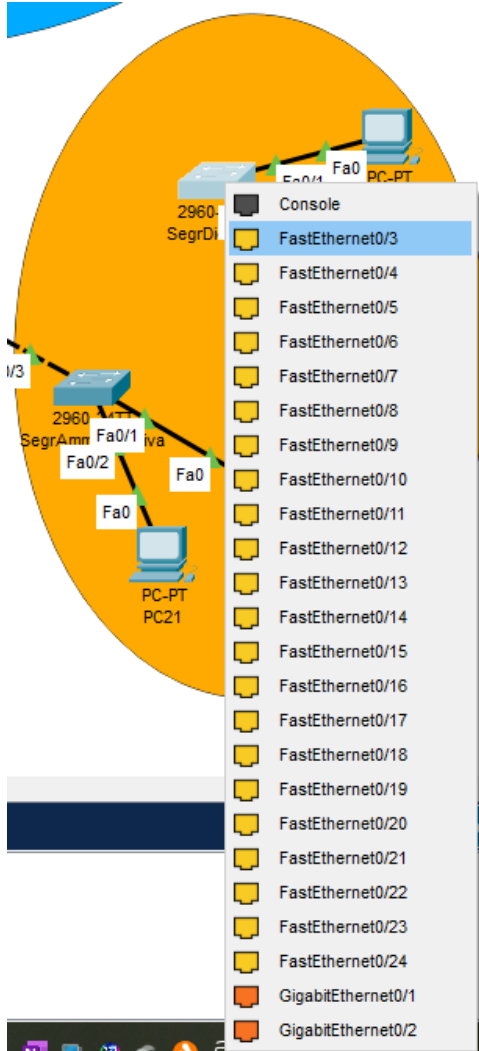 Fa0
PC-PT
2960-
SegrDi
0/3
2960
SegrAmm
iva
Fa0/1
Fa0/2
Fa0
Fa0
PC-PT
PC21
Console
FastEthernet0/3
FastEthernet0/4
FastEthernet0/5
FastEthernet0/6
FastEthernet0/7
FastEthernet0/8
FastEthernet0/9
FastEthernet0/10
FastEthernet0/11
FastEthernet0/12
FastEthernet0/13
FastEthernet0/14
FastEthernet0/15
FastEthernet0/16
FastEthernet0/17
FastEthernet0/18
FastEthernet0/19
FastEthernet0/20
FastEthernet0/21
FastEthernet0/22
FastEthernet0/23
FastEthernet0/24
GigabitEthernet0/1
GigabitEthernet0/2